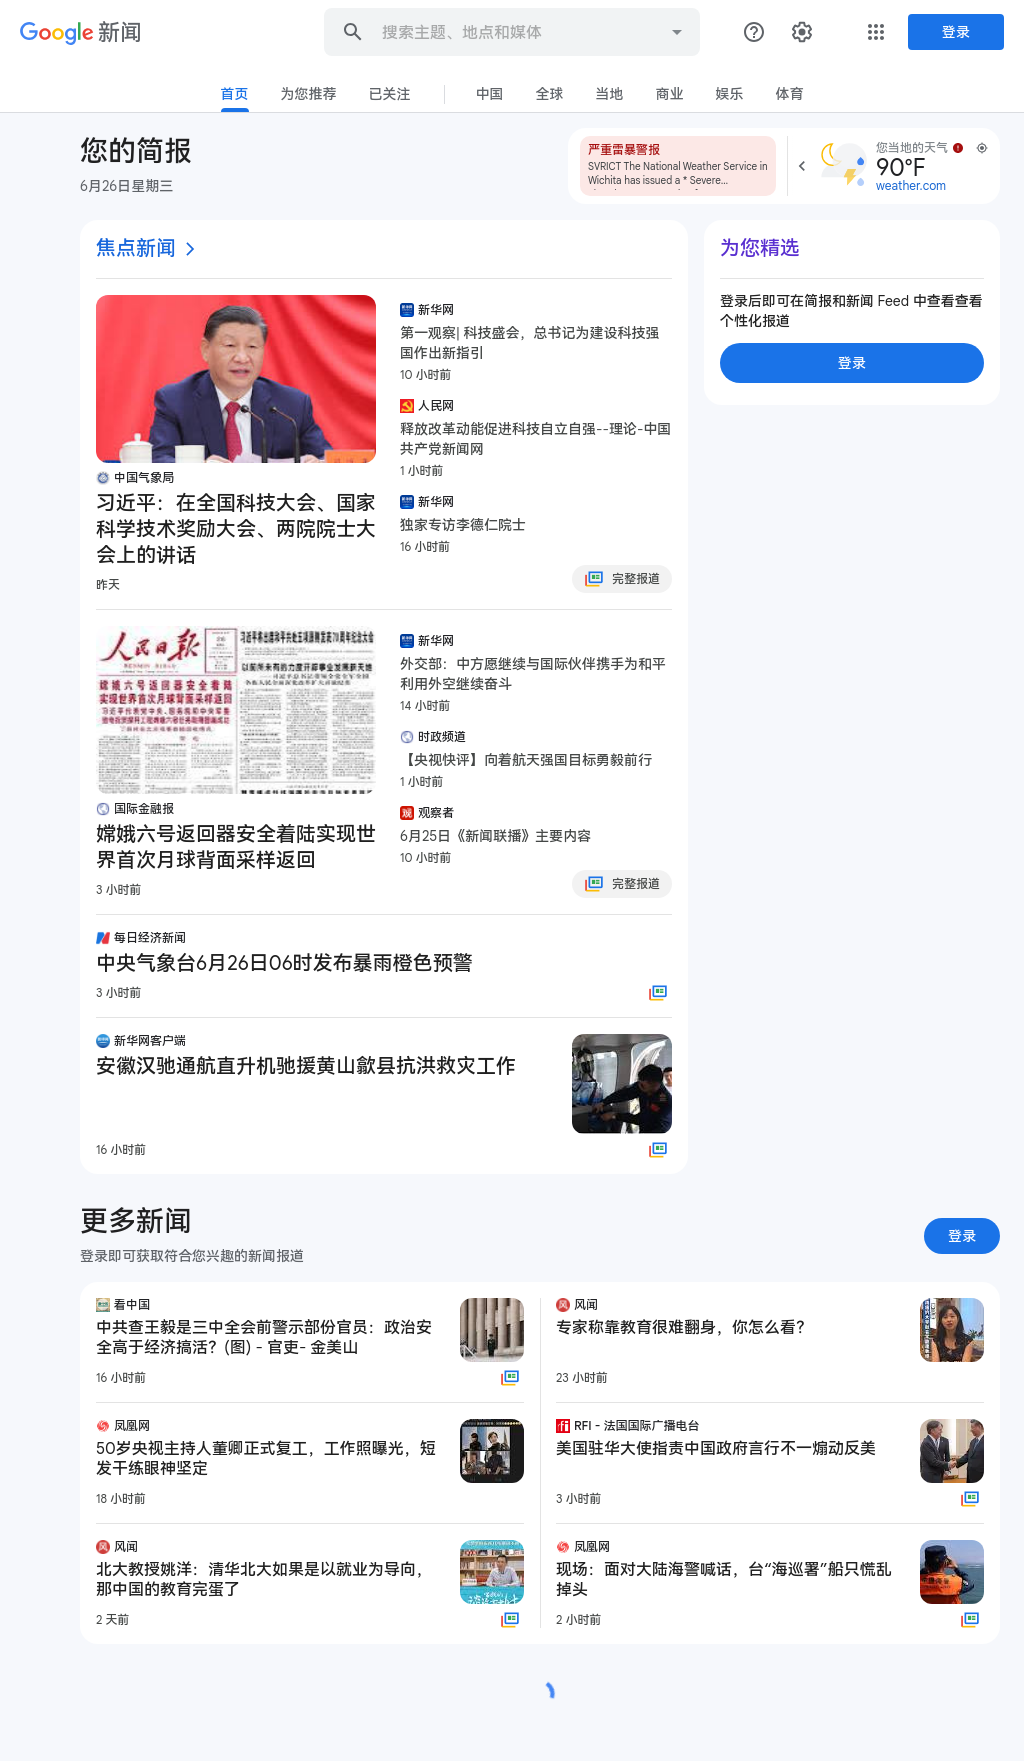 Google 新闻
搜索主题、地点和媒体
登录
首页
为您推荐
已关注
中国
全球
当地
商业
娱乐
体育
您的简报
6月26日星期三
严重雷暴警报
SVRICT The National Weather Service in
Wichita has issued a * Severe...
您当地的天气
90°F
weather.com
焦点新闻
中国气象局
习近平：在全国科技大会、国家
科学技术奖励大会、两院院士大
会上的讲话
昨天
新华网
第一观察| 科技盛会，总书记为建设科技强
国作出新指引
10 小时前
人民网
释放改革动能促进科技自立自强--理论-中国
共产党新闻网
1 小时前
新华网
独家专访李德仁院士
16 小时前
完整报道
人民日报
嫦娥六号返回器安全着陆
实现世界首次月球背面采样返回
国际金融报
嫦娥六号返回器安全着陆实现世
界首次月球背面采样返回
3 小时前
新华网
外交部：中方愿继续与国际伙伴携手为和平
利用外空继续奋斗
14 小时前
时政频道
【央视快评】向着航天强国目标勇毅前行
1 小时前
观察者
6月25日《新闻联播》主要内容
10 小时前
完整报道
每日经济新闻
中央气象台6月26日06时发布暴雨橙色预警
3 小时前
新华网客户端
安徽汉驰通航直升机驰援黄山歙县抗洪救灾工作
16 小时前
为您精选
登录后即可在简报和新闻 Feed 中查看查看
个性化报道
登录
更多新闻
登录即可获取符合您兴趣的新闻报道
登录
看中国
中共查王毅是三中全会前警示部份官员：政治安
全高于经济搞活？(图) - 官吏- 金美山
16 小时前
凤凰网
50岁央视主持人董卿正式复工，工作照曝光，短
发干练眼神坚定
18 小时前
风闻
北大教授姚洋：清华北大如果是以就业为导向，
那中国的教育完蛋了
2 天前
风闻
专家称靠教育很难翻身，你怎么看？
23 小时前
RFI - 法国国际广播电台
美国驻华大使指责中国政府言行不一煽动反美
3 小时前
凤凰网
现场：面对大陆海警喊话，台“海巡署”船只慌乱
掉头
2 小时前